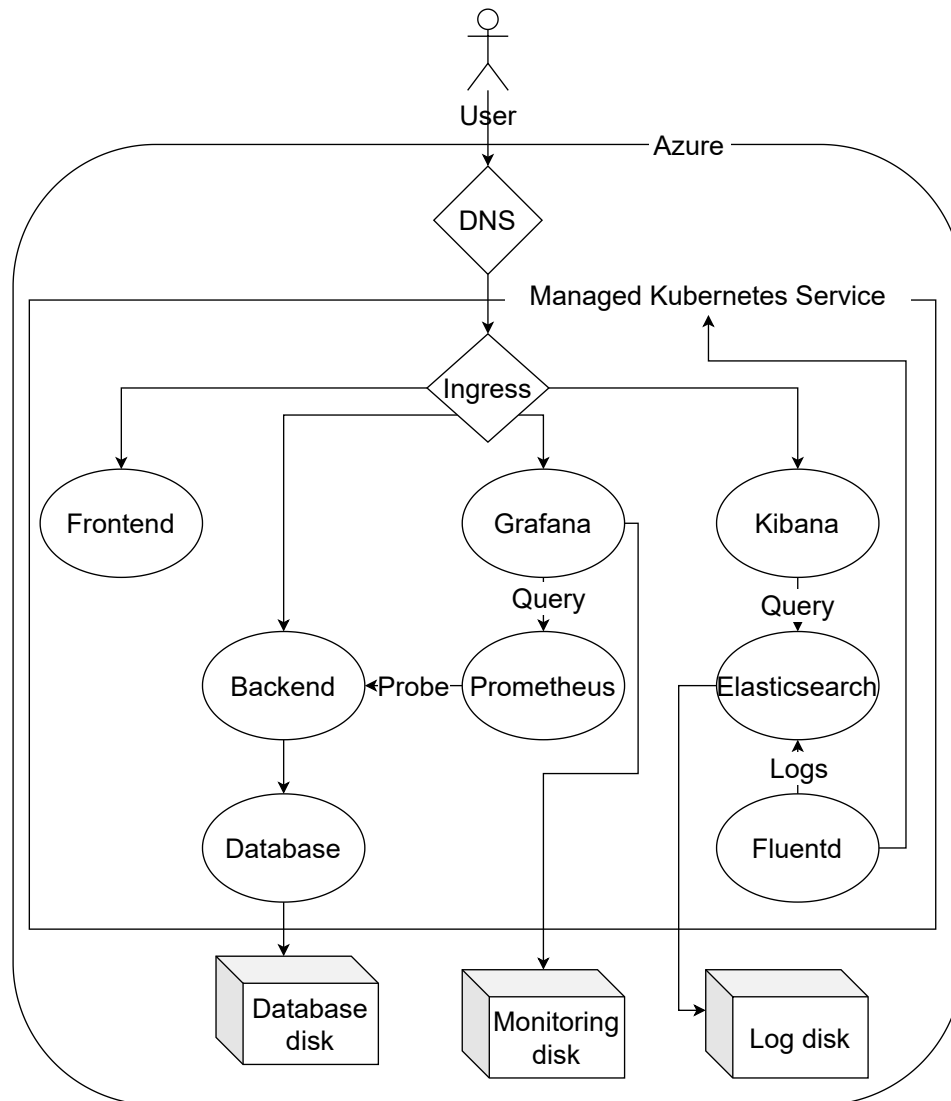 User
Azure
DNS
Managed Kubernetes Service
Ingress
Frontend
Grafana
Kibana
Query
Query
Backend
Probe
Prometheus
Elasticsearch
Logs
Database
Fluentd
Database
disk
Monitoring
disk
Log disk